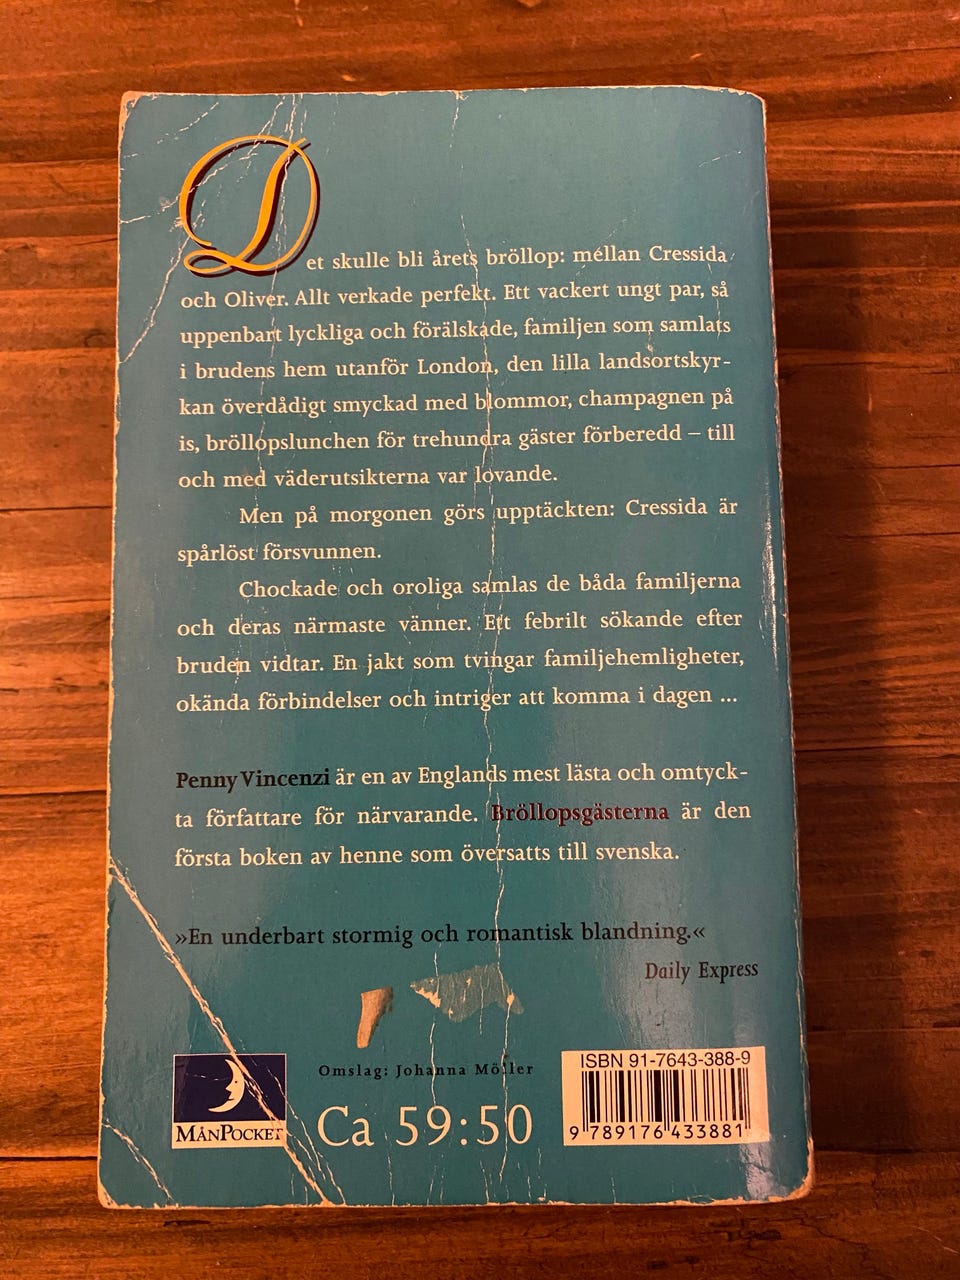 Det skulle bli årets bröllop: mellan Cressida
och Oliver. Allt verkade perfekt. Ett vackert ungt par, så
uppenbart lyckliga och förälskade, familjen som samlats
i brudens hem utanför London, den lilla landsortskyr-
kan överdådigt smyckad med blommor, champagnen på
is, bröllopslunchen för trehundra gäster förberedd – till
och med väderutsikterna var lovande.
Men på morgonen görs upptäckten: Cressida är
spårlöst försvunnen.
Chockade och oroliga samlas de båda familjerna
och deras närmaste vänner. Ett febrilt sökande efter
bruden vidtar. En jakt som tvingar familjehemligheter,
okända förbindelser och intriger att komma i dagen ...
Penny Vincenzi är en av Englands mest lästa och omtyck-
ta författare för närvarande. Bröllopsgästerna är den
första boken av henne som översatts till svenska.
»En underbart stormig och romantisk blandning.«
Daily Express
MÅNPOCKET
Omslag: Johanna Möller
Ca 59:50
ISBN 91-7643-388-9
9 789176 433881